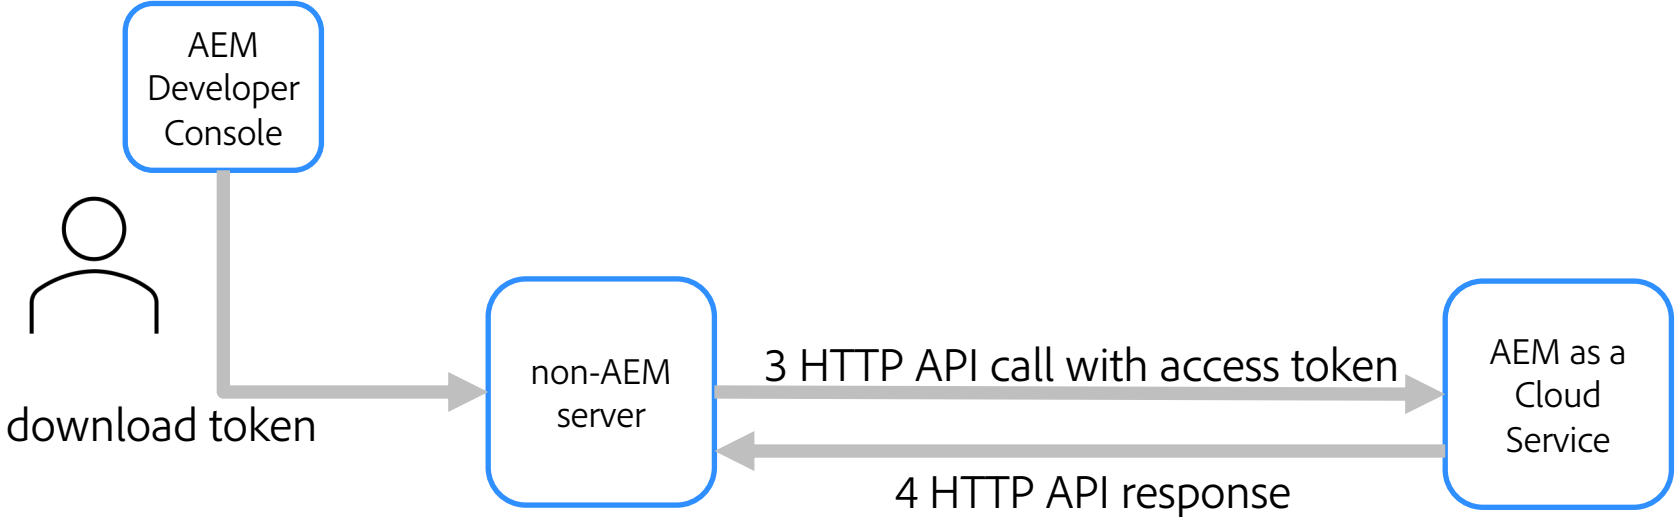 AEM
Developer
Console
download token
non-AEM
server
3 HTTP API call with access token
4 HTTP API response
AEM as a
Cloud
Service